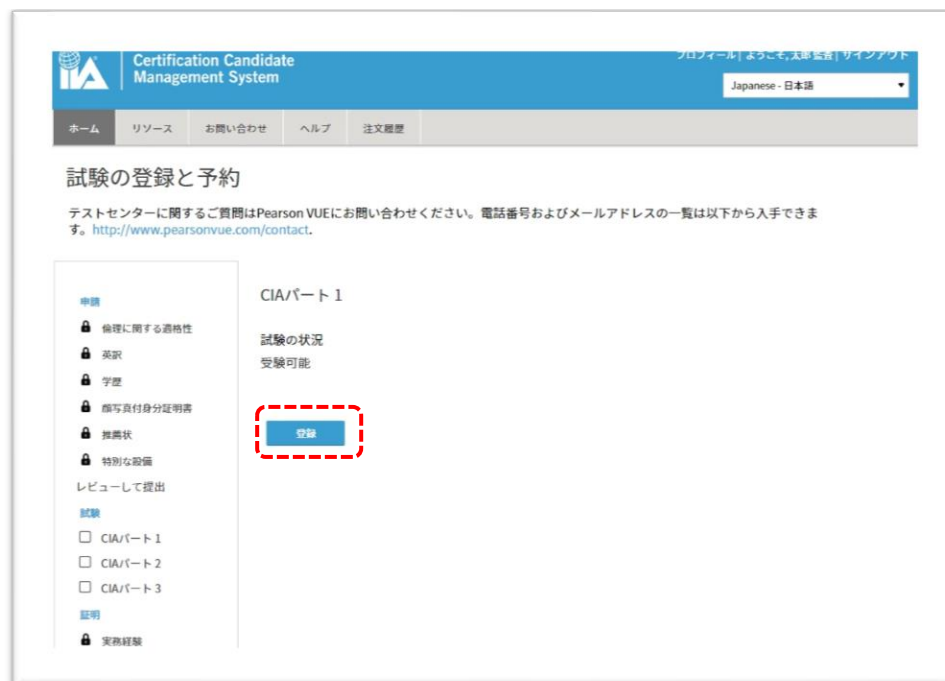 IIA
Certification Candidate
Management System
プロフィール| ようこそ, 太郎 監査| サインアウト
Japanese - 日本語
ホーム リソース お問い合わせ ヘルプ 注文履歴
試験の登録と予約
テストセンターに関するご質問はPearson VUEにお問い合わせください。電話番号およびメールアドレスの一覧は以下から入手できま
す。http://www.pearsonvue.com/contact.
申請
倫理に関する適格性
英訳
学歴
顔写真付身分証明書
推薦状
特別な設備
レビューして提出
試験
CIAパート 1
CIAパート 2
CIAパート 3
証明
実務経験
CIAパート 1
試験の状況
受験可能
登録